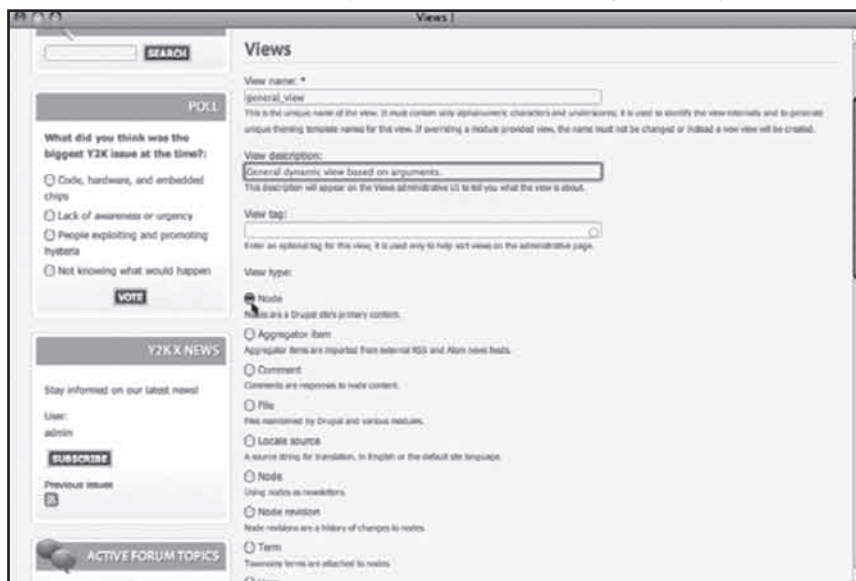 Views |
SEARCH
POLL
What did you think was the
biggest Y2K issue at the time?:
Code, hardware, and embedded
chips
Lack of awareness or urgency
People exploiting and promoting
hysteria
Not knowing what would happen
VOTE
Y2KX NEWS
Stay informed on our latest news!
User:
admin
SUBSCRIBE
Previous issues
ACTIVE FORUM TOPICS
Views
View name: *
general_view
This is the unique name of the view. It must contain only alphanumeric characters and underscores; it is used to identify the view internally and to generate
unique theming template names for this view. If overriding a module provided view, the name must not be changed or instead a new view will be created.
View description:
General dynamic view based on arguments.
This description will appear on the Views administrative UI to tell you what the view is about.
View tag:
Enter an optional tag for this view; it is used only to help sort views on the administrative page.
View type:
Node
Nodes are a Drupal site's primary content.
Aggregator item
Aggregator items are imported from external RSS and Atom news feeds.
Comment
Comments are responses to node content.
File
Files maintained by Drupal and various modules.
Locale source
A source string for translation, in English or the default site language.
Node
Using nodes as newsletters.
Node revision
Node revisions are a history of changes to nodes.
Term
Taxonomy terms are attached to nodes.